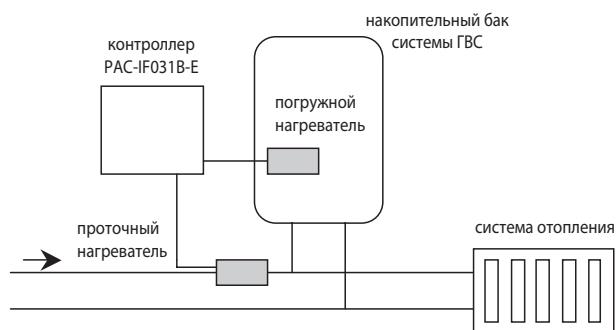 накопительный бак
системы ГВС
контроллер
PAC-IF031B-E
погружной
нагреватель
проточный
нагреватель
система отопления